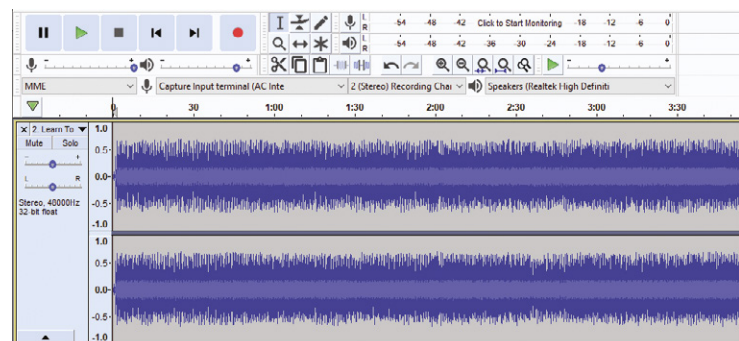 L R -54 -48 -42 Click to Start Monitoring -18 -12 -6 0
L R -54 -48 -42 -36 -30 -24 -18 -12 -6 0
- + - + - +
MME Capture Input terminal (AC Inte 2 (Stereo) Recording Chai Speakers (Realtek High Definiti
0 30 1:00 1:30 2:00 2:30 3:00 3:30
2. Learn To
Mute Solo
- +
L R
Stereo, 48000Hz
32-bit float
1.0
0.5
0.0
-0.5
-1.0
1.0
0.5
0.0
-0.5
-1.0